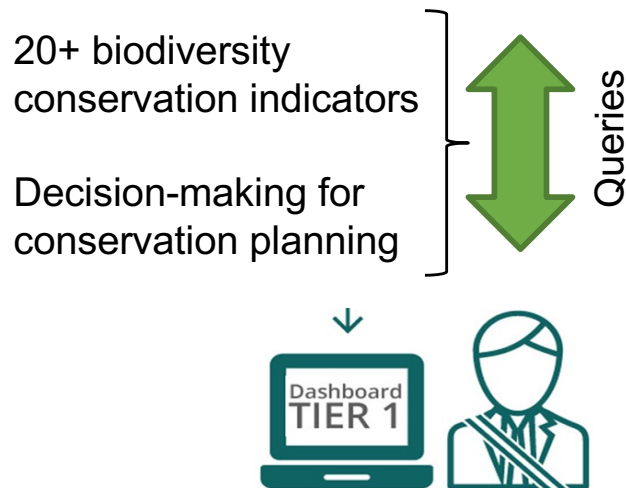 20+ biodiversity
conservation indicators
Decision-making for
conservation planning
Queries
Dashboard
TIER 1